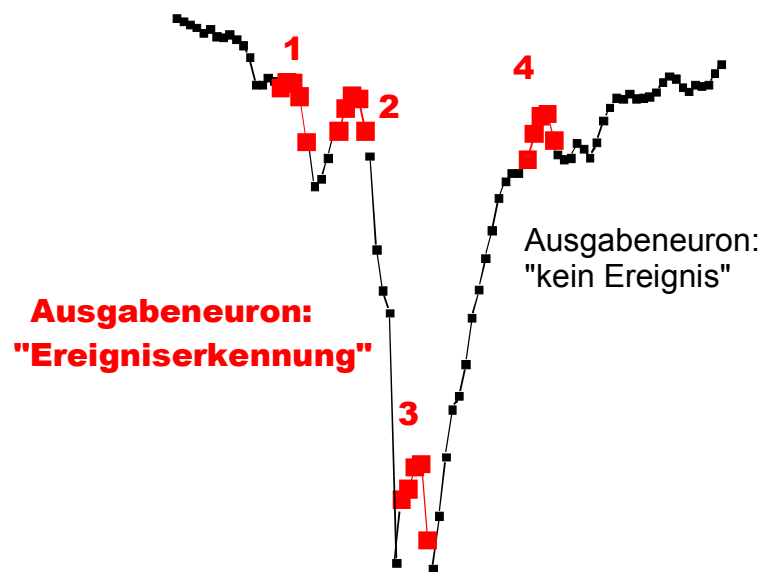 1
2
4
Ausgabeneuron:
"kein Ereignis"
Ausgabeneuron:
"Ereigniserkennung"
3